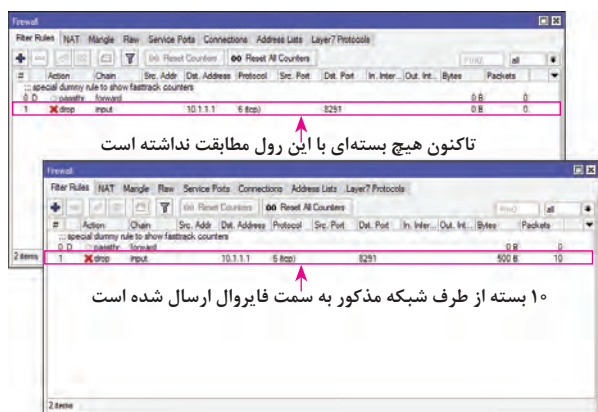 Firewall
Filter Rules NAT Mangle Raw Service Ports Connections Address Lists Layer7 Protocols
00 Reset Counters 00 Reset All Counters Find all
# Action Chain Src. Addr Dst. Address Protocol Src. Port Dst. Port In. Inter... Out. Int... Bytes Packets
::: special dummy rule to show fasttrack counters
0 D passthr forward 0 B 0
1 drop input 10.1.1.1 6 (tcp) 8291 0 B 0
تاکنون هیچ بسته‌ای با این رول مطابقت نداشته است
2 items
Firewall
Filter Rules NAT Mangle Raw Service Ports Connections Address Lists Layer7 Protocols
00 Reset Counters 00 Reset All Counters Find all
# Action Chain Src. Addr Dst. Address Protocol Src. Port Dst. Port In. Inter... Out. Int... Bytes Packets
::: special dummy rule to show fasttrack counters
0 D passthr forward 0 B 0
1 drop input 10.1.1.1 6 (tcp) 8291 500 B 10
۱۰ بسته از طرف شبکه مذکور به سمت فایروال ارسال شده است
2 items